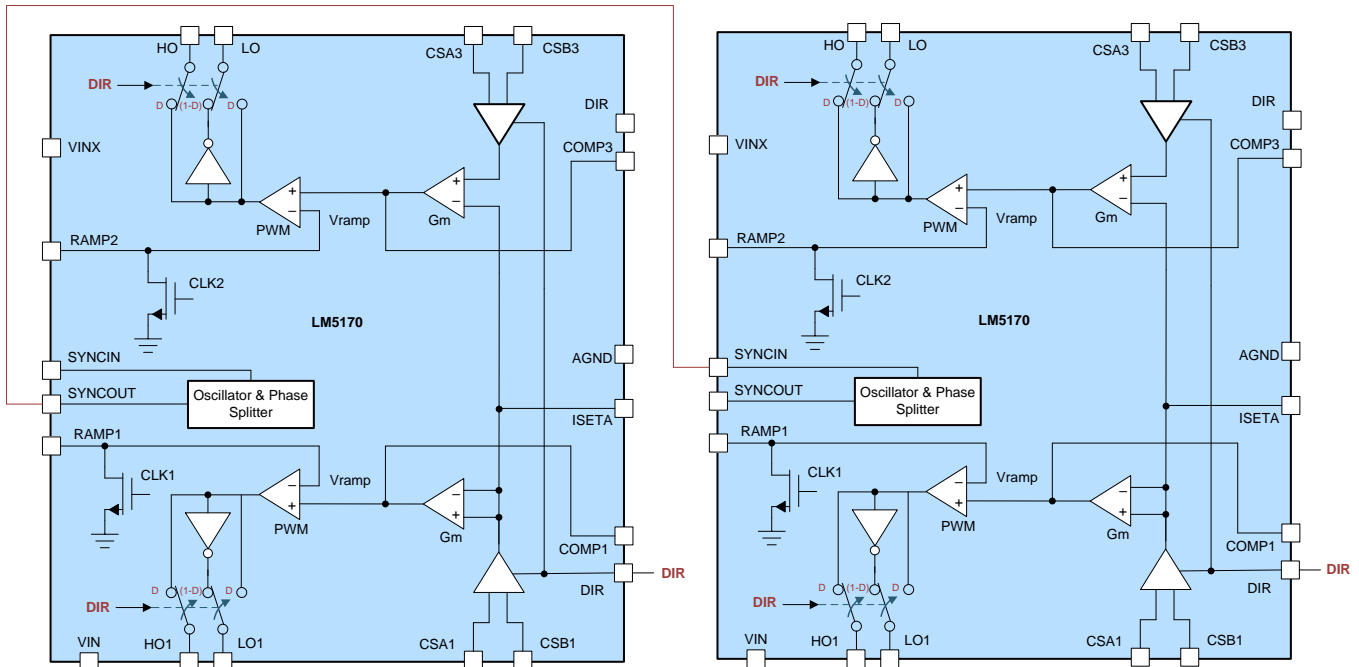 HO
LO
CSA3
CSB3
DIR
D
(1-D)
D
DIR
VINX
COMP3
Gm
PWM
Vramp
RAMP2
CLK2
LM5170
SYNCIN
AGND
SYNCOUT
Oscillator & Phase
Splitter
ISETA
RAMP1
CLK1
Vramp
PWM
Gm
COMP1
D
(1-D)
D
DIR
DIR
DIR
VIN
HO1
LO1
CSA1
CSB1
HO
LO
CSA3
CSB3
DIR
D
(1-D)
D
DIR
VINX
COMP3
Gm
PWM
Vramp
RAMP2
CLK2
LM5170
SYNCIN
AGND
SYNCOUT
Oscillator & Phase
Splitter
ISETA
RAMP1
CLK1
Vramp
PWM
Gm
COMP1
D
(1-D)
D
DIR
DIR
DIR
VIN
HO1
LO1
CSA1
CSB1